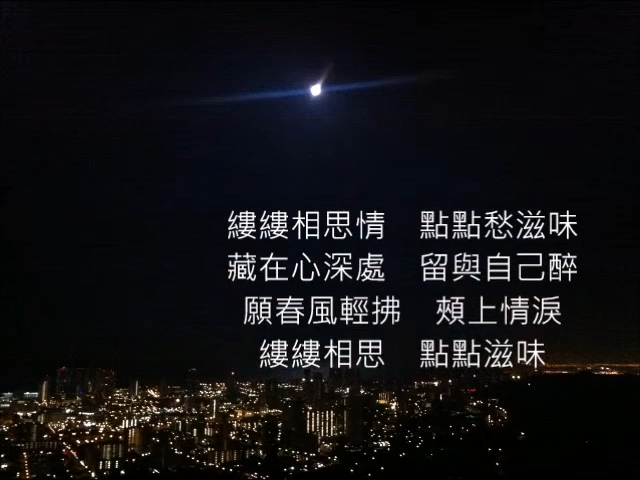 縷縷相思情　點點愁滋味
藏在心深處　留與自己醉
願春風輕拂　頰上情淚
縷縷相思　點點滋味